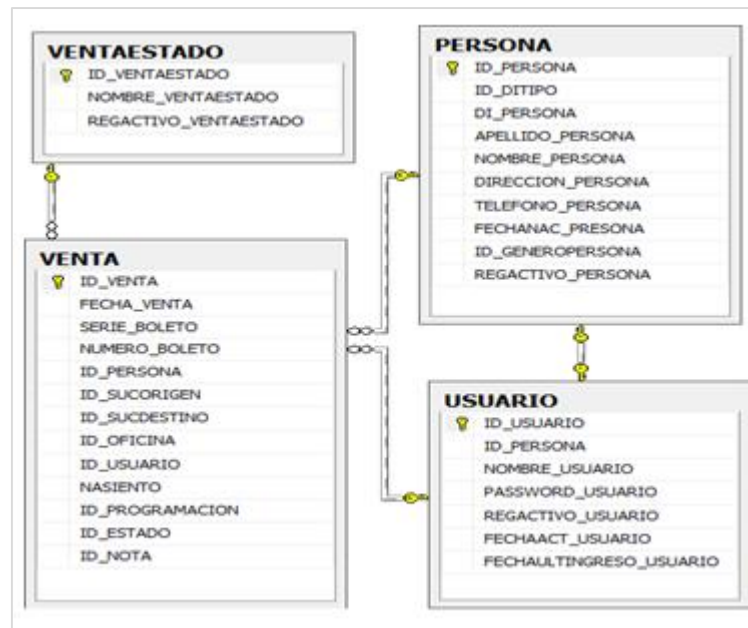 VENTAESTADO
ID_VENTAESTADO
NOMBRE_VENTAESTADO
REGACTIVO_VENTAESTADO
PERSONA
ID_PERSONA
ID_DITIPO
DI_PERSONA
APELLIDO_PERSONA
NOMBRE_PERSONA
DIRECCION_PERSONA
TELEFONO_PERSONA
FECHANAC_PRESONA
ID_GENEROPERSONA
REGACTIVO_PERSONA
VENTA
ID_VENTA
FECHA_VENTA
SERIE_BOLETO
NUMERO_BOLETO
ID_PERSONA
ID_SUCORIGEN
ID_SUCDESTINO
ID_OFICINA
ID_USUARIO
NASIENTO
ID_PROGRAMACION
ID_ESTADO
ID_NOTA
USUARIO
ID_USUARIO
ID_PERSONA
NOMBRE_USUARIO
PASSWORD_USUARIO
REGACTIVO_USUARIO
FECHAACT_USUARIO
FECHAULTINGRESO_USUARIO